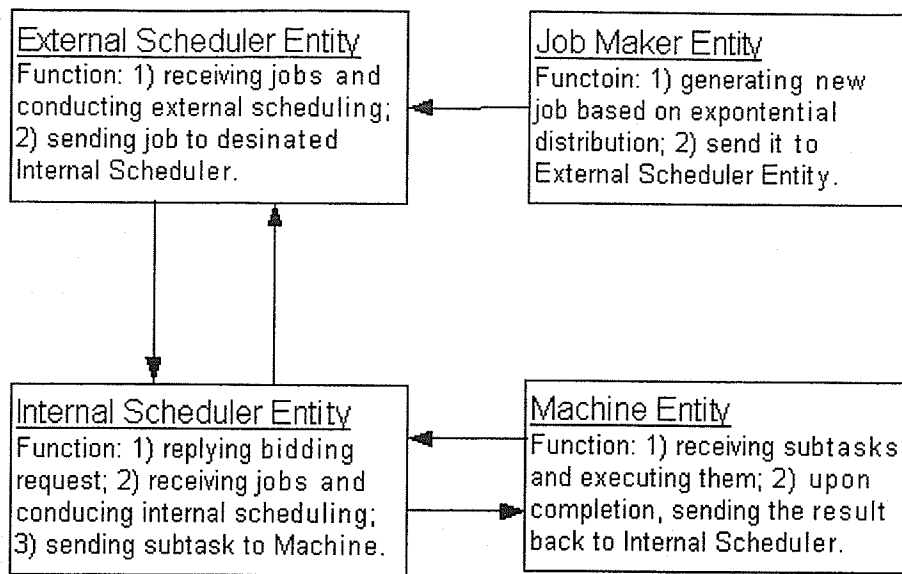 External Scheduler Entity
Function: 1) receiving jobs and
conducting external scheduling;
2) sending job to desinated
Internal Scheduler.
Job Maker Entity
Functoin: 1) generating new
job based on expontential
distribution; 2) send it to
External Scheduler Entity.
Internal Scheduler Entity
Function: 1) replying bidding
request; 2) receiving jobs and
conducing internal scheduling;
3) sending subtask to Machine.
Machine Entity
Function: 1) receiving subtasks
and executing them; 2) upon
completion, sending the result
back to Internal Scheduler.